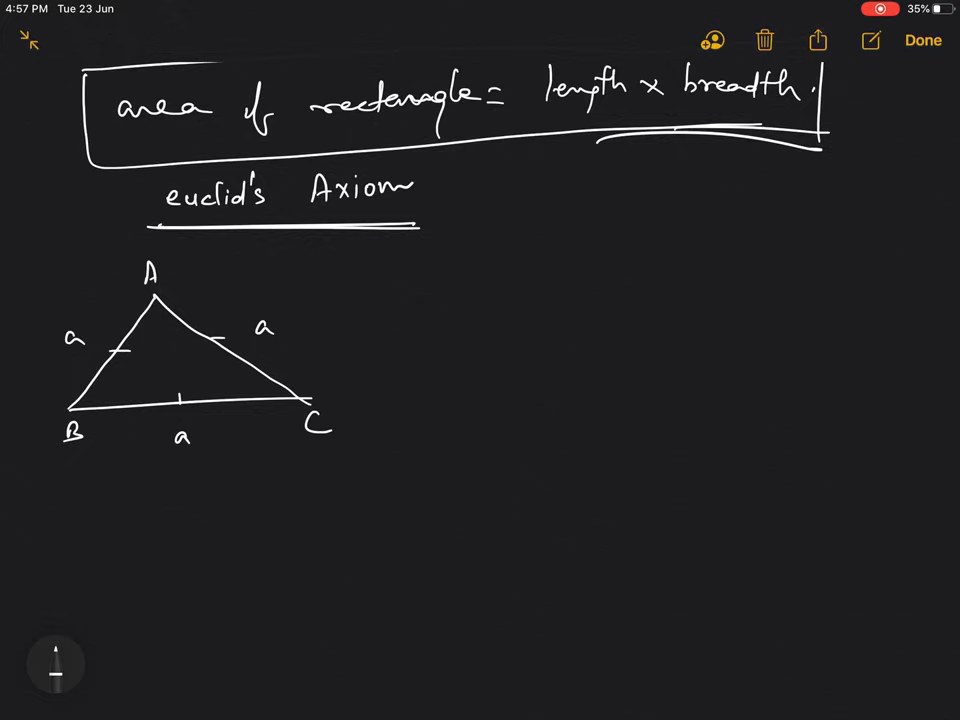 4:57 PM Tue 23 Jun 35%
Done
area of rectangle = length x breadth.
euclid's Axiom
A
a a
B a C